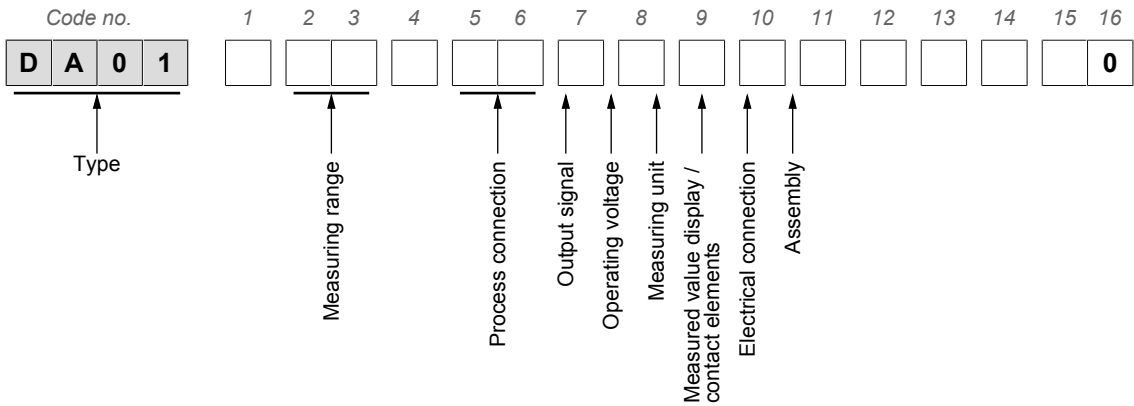 Code no. 1 2 3 4 5 6 7 8 9 10 11 12 13 14 15 16
D A 0 1 0
Type
Measuring range
Process connection
Output signal
Operating voltage
Measuring unit
Measured value display /
contact elements
Electrical connection
Assembly